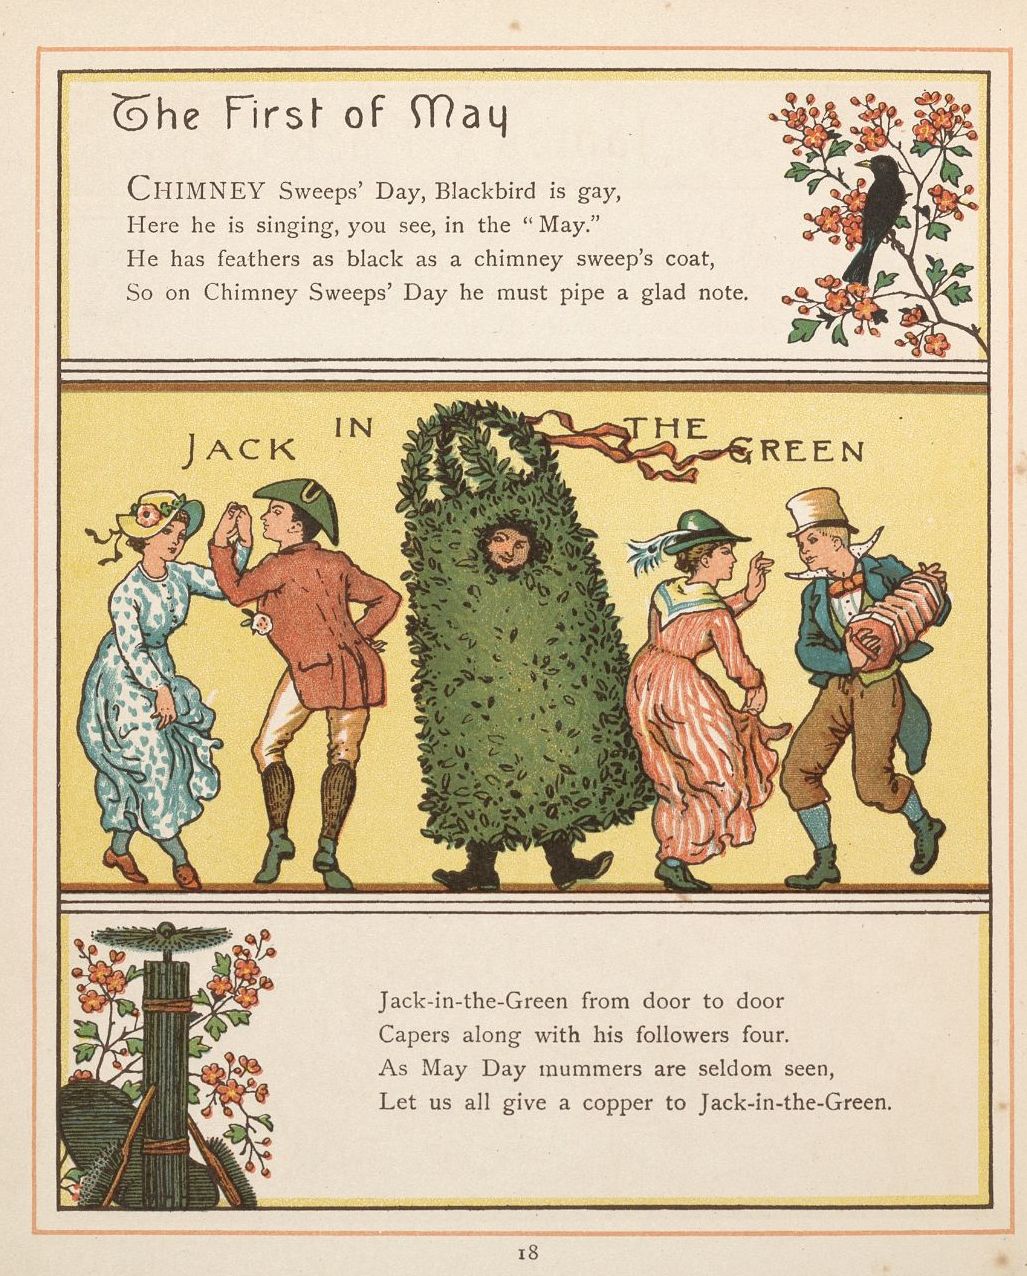 The First of May
CHIMNEY Sweeps' Day, Blackbird is gay,
Here he is singing, you see, in the “May.”
He has feathers as black as a chimney sweep's coat,
So on Chimney Sweeps' Day he must pipe a glad note.
JACK IN THE GREEN
Jack-in-the-Green from door to door
Capers along with his followers four.
As May Day mummers are seldom seen,
Let us all give a copper to Jack-in-the-Green.
18